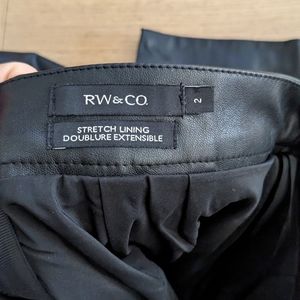 RW&CO.
2
STRETCH LINING
DOUBLURE EXTENSIBLE